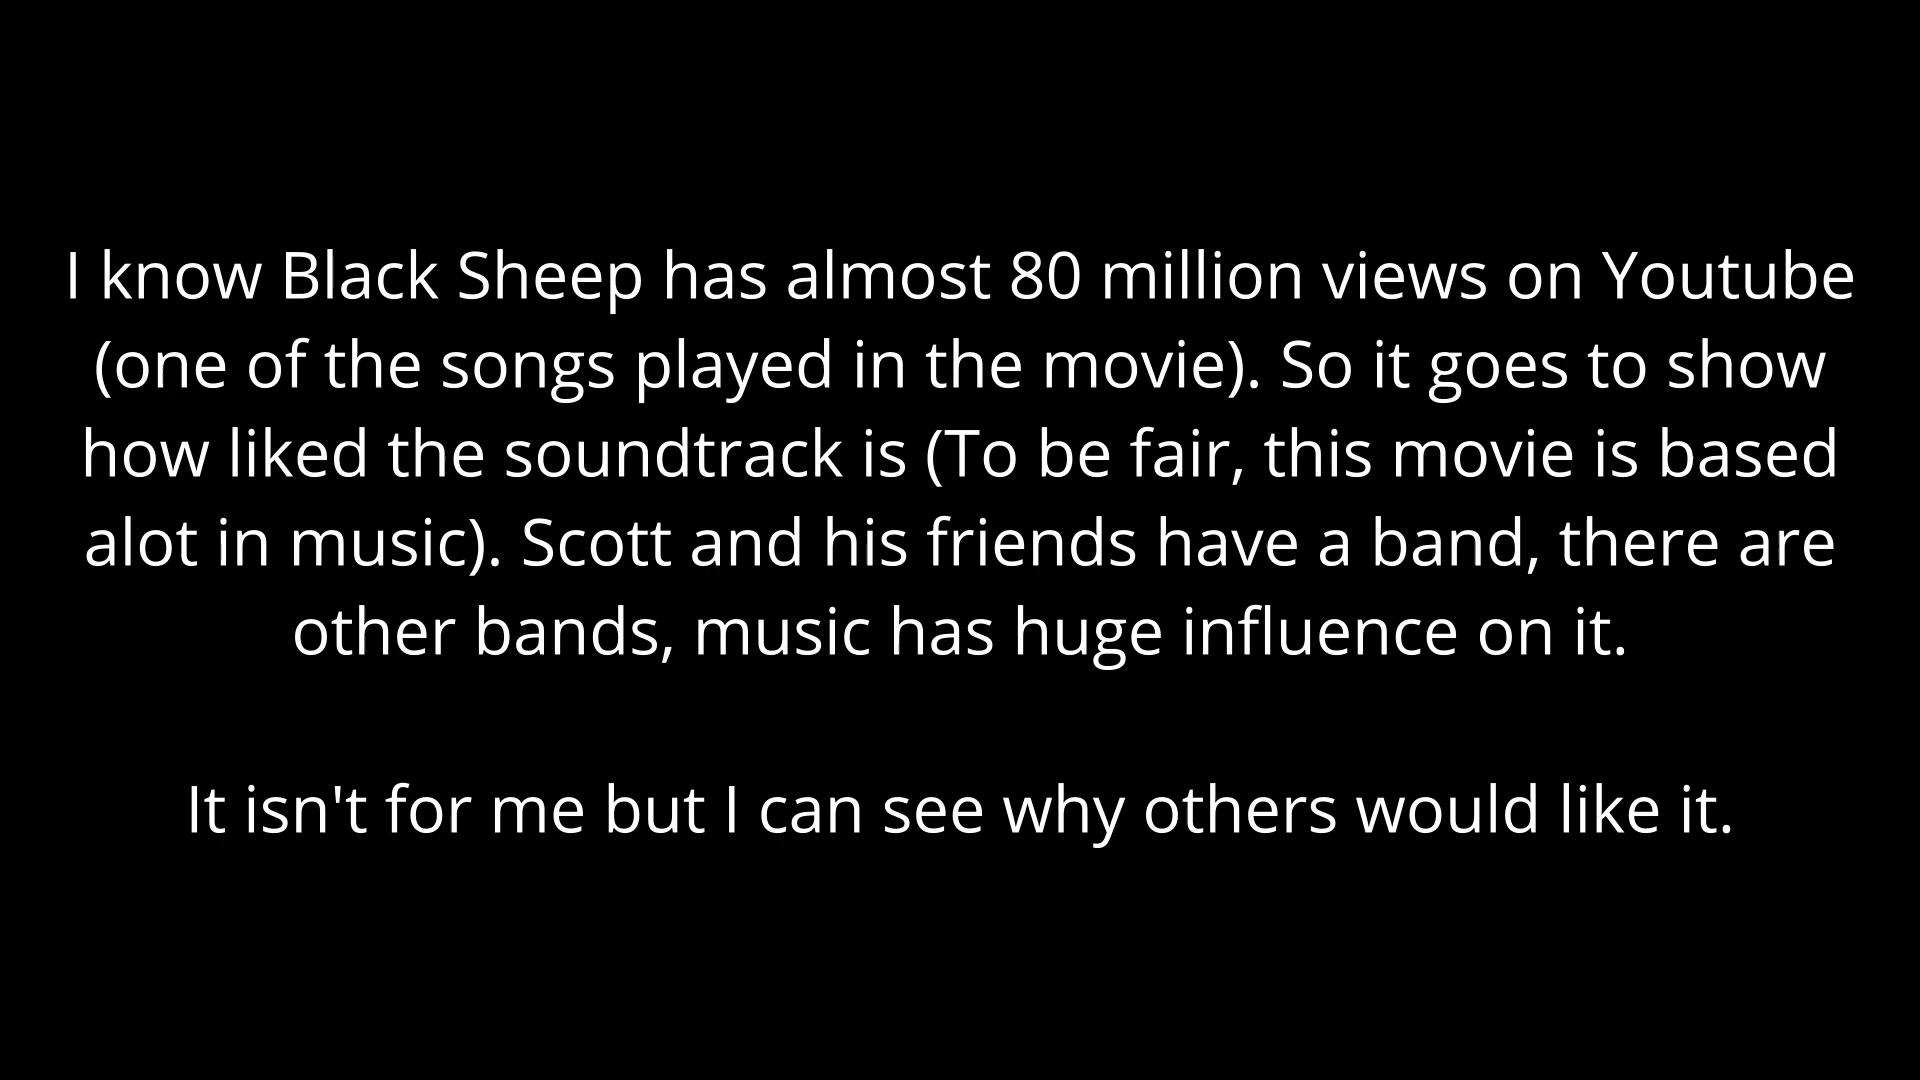 I know Black Sheep has almost 80 million views on Youtube
(one of the songs played in the movie). So it goes to show
how liked the soundtrack is (To be fair, this movie is based
alot in music). Scott and his friends have a band, there are
other bands, music has huge influence on it.
It isn't for me but I can see why others would like it.